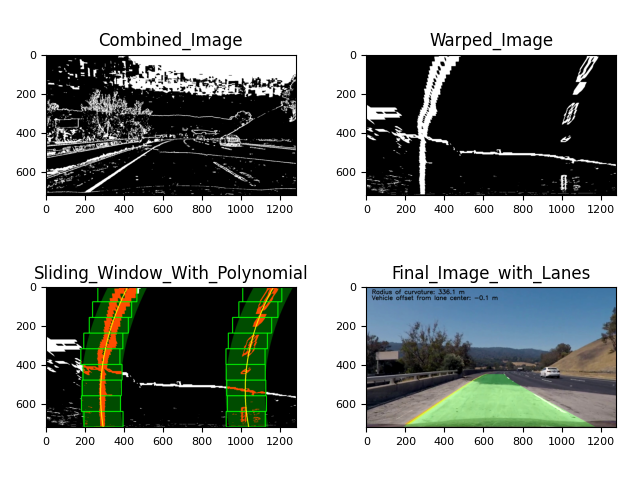 Combined_Image
0
200
400
600
0 200 400 600 800 1000 1200
Warped_Image
0
200
400
600
0 200 400 600 800 1000 1200
Sliding_Window_With_Polynomial
0
200
400
600
0 200 400 600 800 1000 1200
Final_Image_with_Lanes
Radius of curvature: 336.1 m
Vehicle offset from lane center: −0.1 m
0
200
400
600
0 200 400 600 800 1000 1200